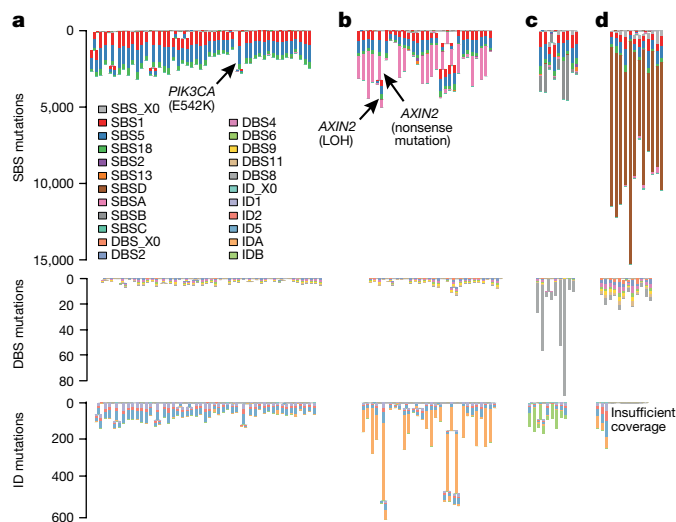 a
b
c
d
0
5,000
10,000
15,000
SBS mutations
PIK3CA
(E542K)
AXIN2
(LOH)
AXIN2
(nonsense
mutation)
SBS_X0
SBS1
SBS5
SBS18
SBS2
SBS13
SBSD
SBSA
SBSB
SBSC
DBS_X0
DBS2
DBS4
DBS6
DBS9
DBS11
DBS8
ID_X0
ID1
ID2
ID5
IDA
IDB
0
20
40
60
80
DBS mutations
0
200
400
600
ID mutations
Insufficient
coverage